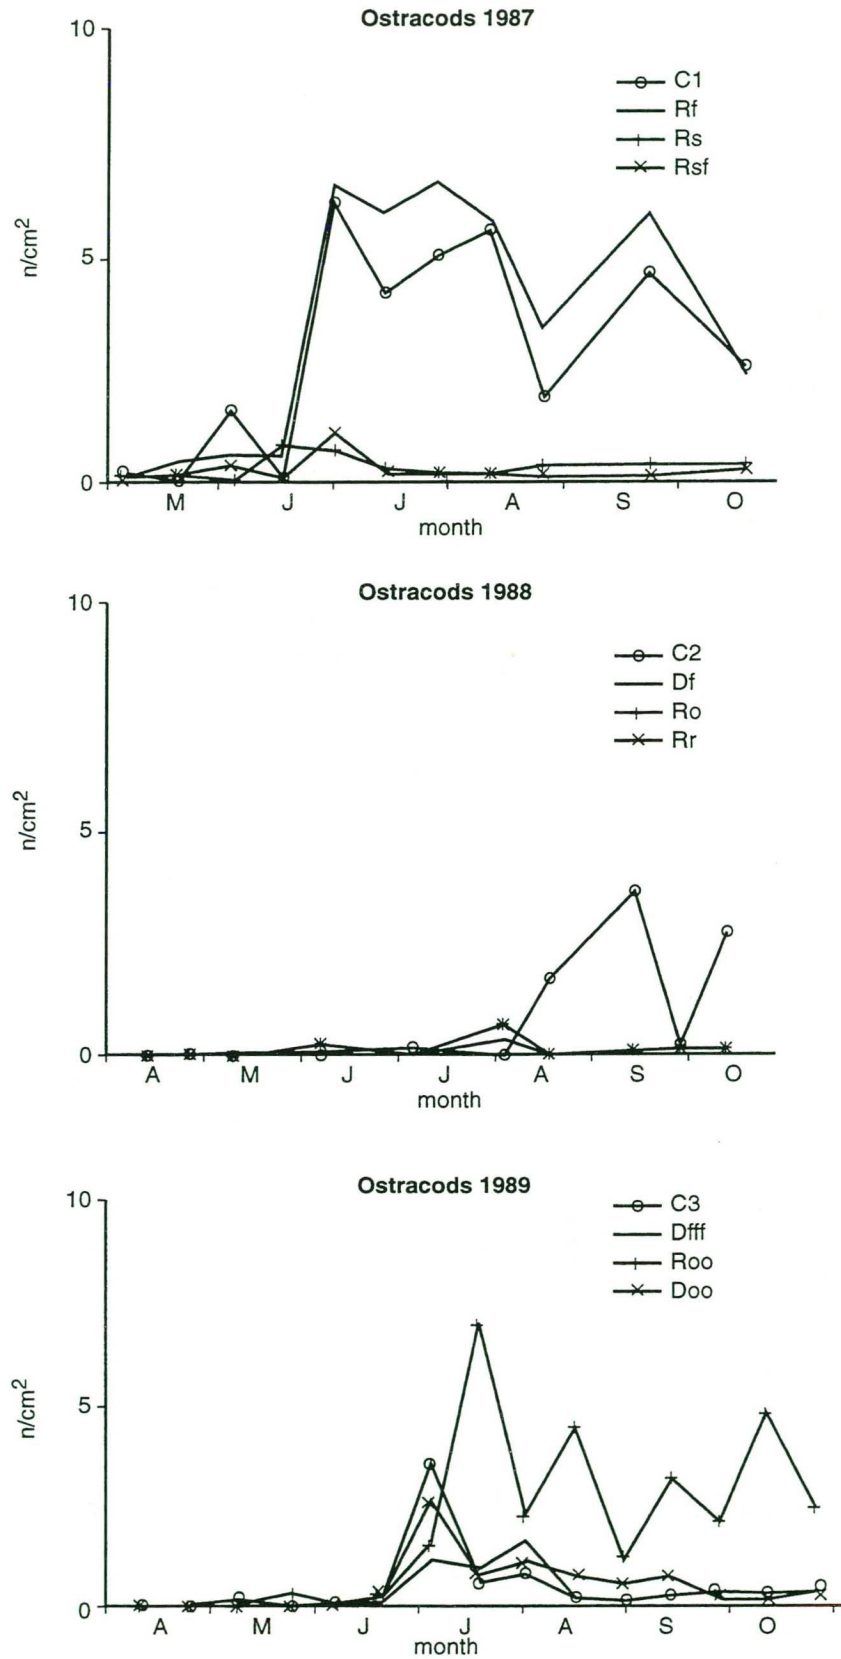 Ostracods 1987
10
C1
Rf
Rs
Rsf
n/cm²
5
0
M J J A S O
month
Ostracods 1988
10
C2
Df
Ro
Rr
n/cm²
5
0
A M J J A S O
month
Ostracods 1989
10
C3
Dfff
Roo
Doo
n/cm²
5
0
A M J J A S O
month